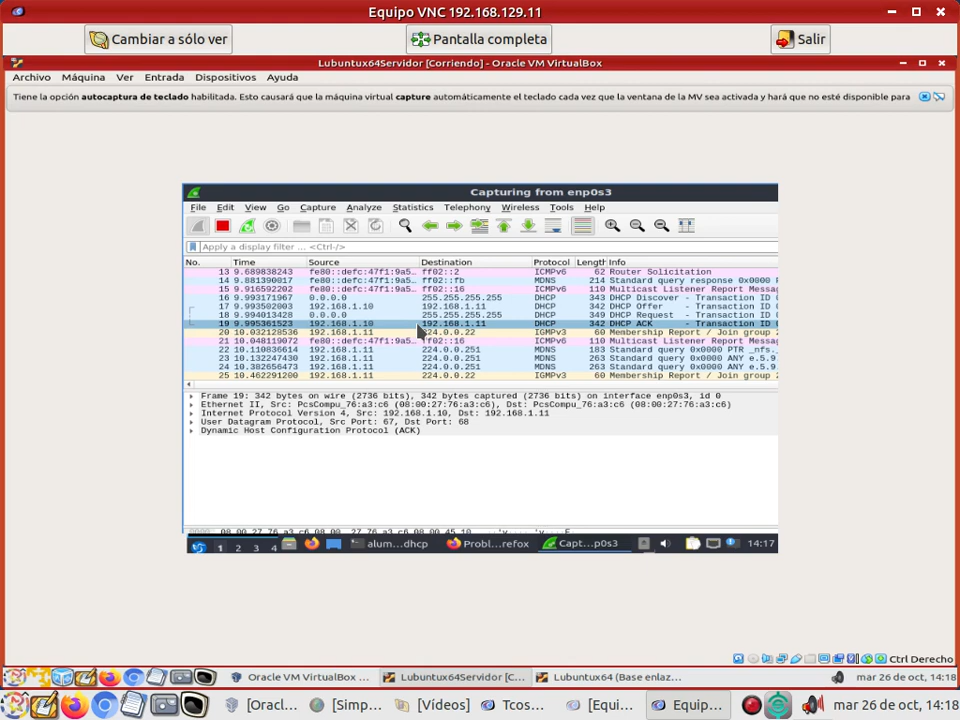 Equipo VNC 192.168.129.11
Cambiar a sólo ver Pantalla completa Salir
Lubuntux64Servidor [Corriendo] - Oracle VM VirtualBox
Archivo Máquina Ver Entrada Dispositivos Ayuda
Tiene la opción autocaptura de teclado habilitada. Esto causará que la máquina virtual capture automáticamente el teclado cada vez que la ventana de la MV sea activada y hará que no esté disponible para
Capturing from enp0s3
File Edit View Go Capture Analyze Statistics Telephony Wireless Tools Help
Apply a display filter ... <Ctrl-/>
No. Time Source Destination Protocol Length Info
13 9.689838243 fe80::defc:47f1:9a5… ff02::2 ICMPv6 62 Router Solicitation
14 9.881390017 fe80::defc:47f1:9a5… ff02::fb MDNS 214 Standard query response 0x0000 P
15 9.916592202 fe80::defc:47f1:9a5… ff02::16 ICMPv6 110 Multicast Listener Report Messag
16 9.993171967 0.0.0.0 255.255.255.255 DHCP 343 DHCP Discover - Transaction ID
17 9.993502003 192.168.1.10 192.168.1.11 DHCP 342 DHCP Offer - Transaction ID
18 9.994013428 0.0.0.0 255.255.255.255 DHCP 349 DHCP Request - Transaction ID
19 9.995361523 192.168.1.10 192.168.1.11 DHCP 342 DHCP ACK - Transaction ID
20 10.032128536 192.168.1.11 224.0.0.22 IGMPv3 60 Membership Report / Join group 2
21 10.048119072 fe80::defc:47f1:9a5… ff02::16 ICMPv6 110 Multicast Listener Report Messag
22 10.110836614 192.168.1.11 224.0.0.251 MDNS 183 Standard query 0x0000 PTR _nfs.
23 10.132247430 192.168.1.11 224.0.0.251 MDNS 263 Standard query 0x0000 ANY e.5.9
24 10.382656473 192.168.1.11 224.0.0.251 MDNS 263 Standard query 0x0000 ANY e.5.9
25 10.462291200 192.168.1.11 224.0.0.22 IGMPv3 60 Membership Report / Join group 2
Frame 19: 342 bytes on wire (2736 bits), 342 bytes captured (2736 bits) on interface enp0s3, id 0
Ethernet II, Src: PcsCompu_76:a3:c6 (08:00:27:76:a3:c6), Dst: PcsCompu_76:a3:c6 (08:00:27:76:a3:c6)
Internet Protocol Version 4, Src: 192.168.1.10, Dst: 192.168.1.11
User Datagram Protocol, Src Port: 67, Dst Port: 68
Dynamic Host Configuration Protocol (ACK)
1 2 3 4 alum...dhcp Probl...refox Capt...p0s3 14:17
Ctrl Derecho
Oracle VM VirtualBox ... Lubuntux64Servidor [C... Lubuntux64 (Base enlaz... mar 26 de oct, 14:18
[Oracl... [Simp... [Vídeos] Tcos... [Equi... Equip... mar 26 de oct, 14:18